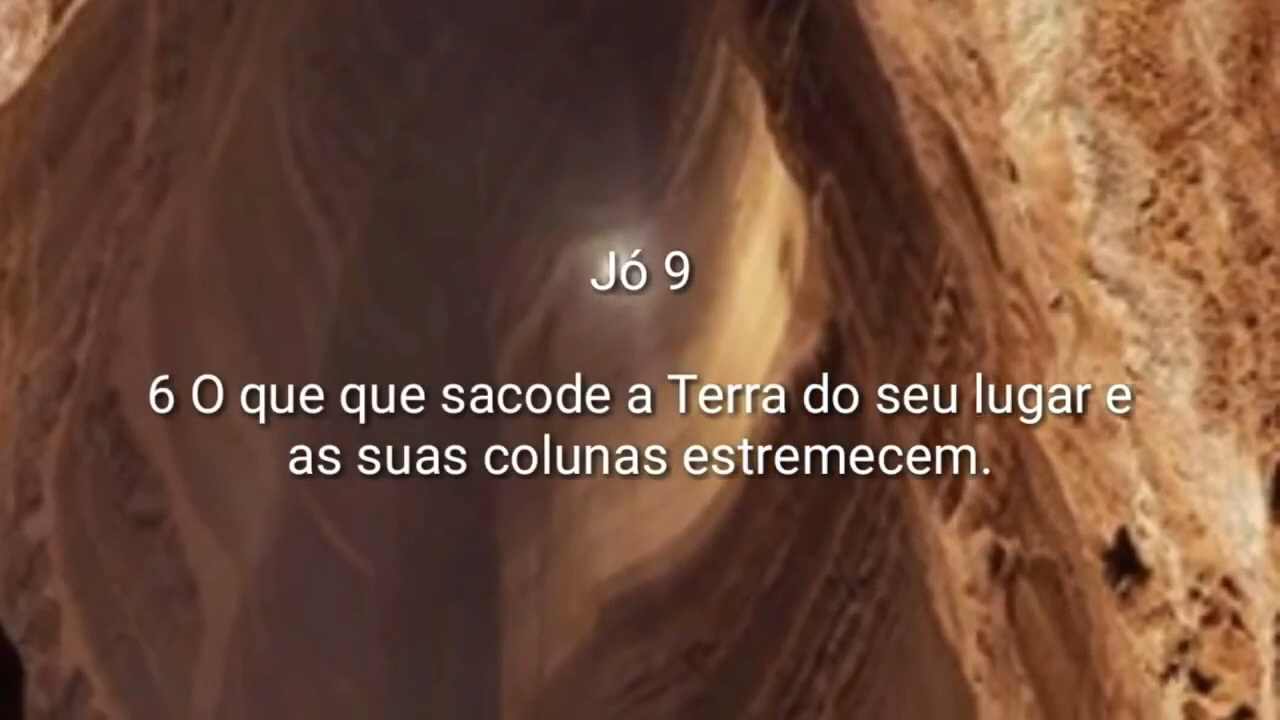 Jó 9
6 O que que sacode a Terra do seu lugar e
as suas colunas estremecem.